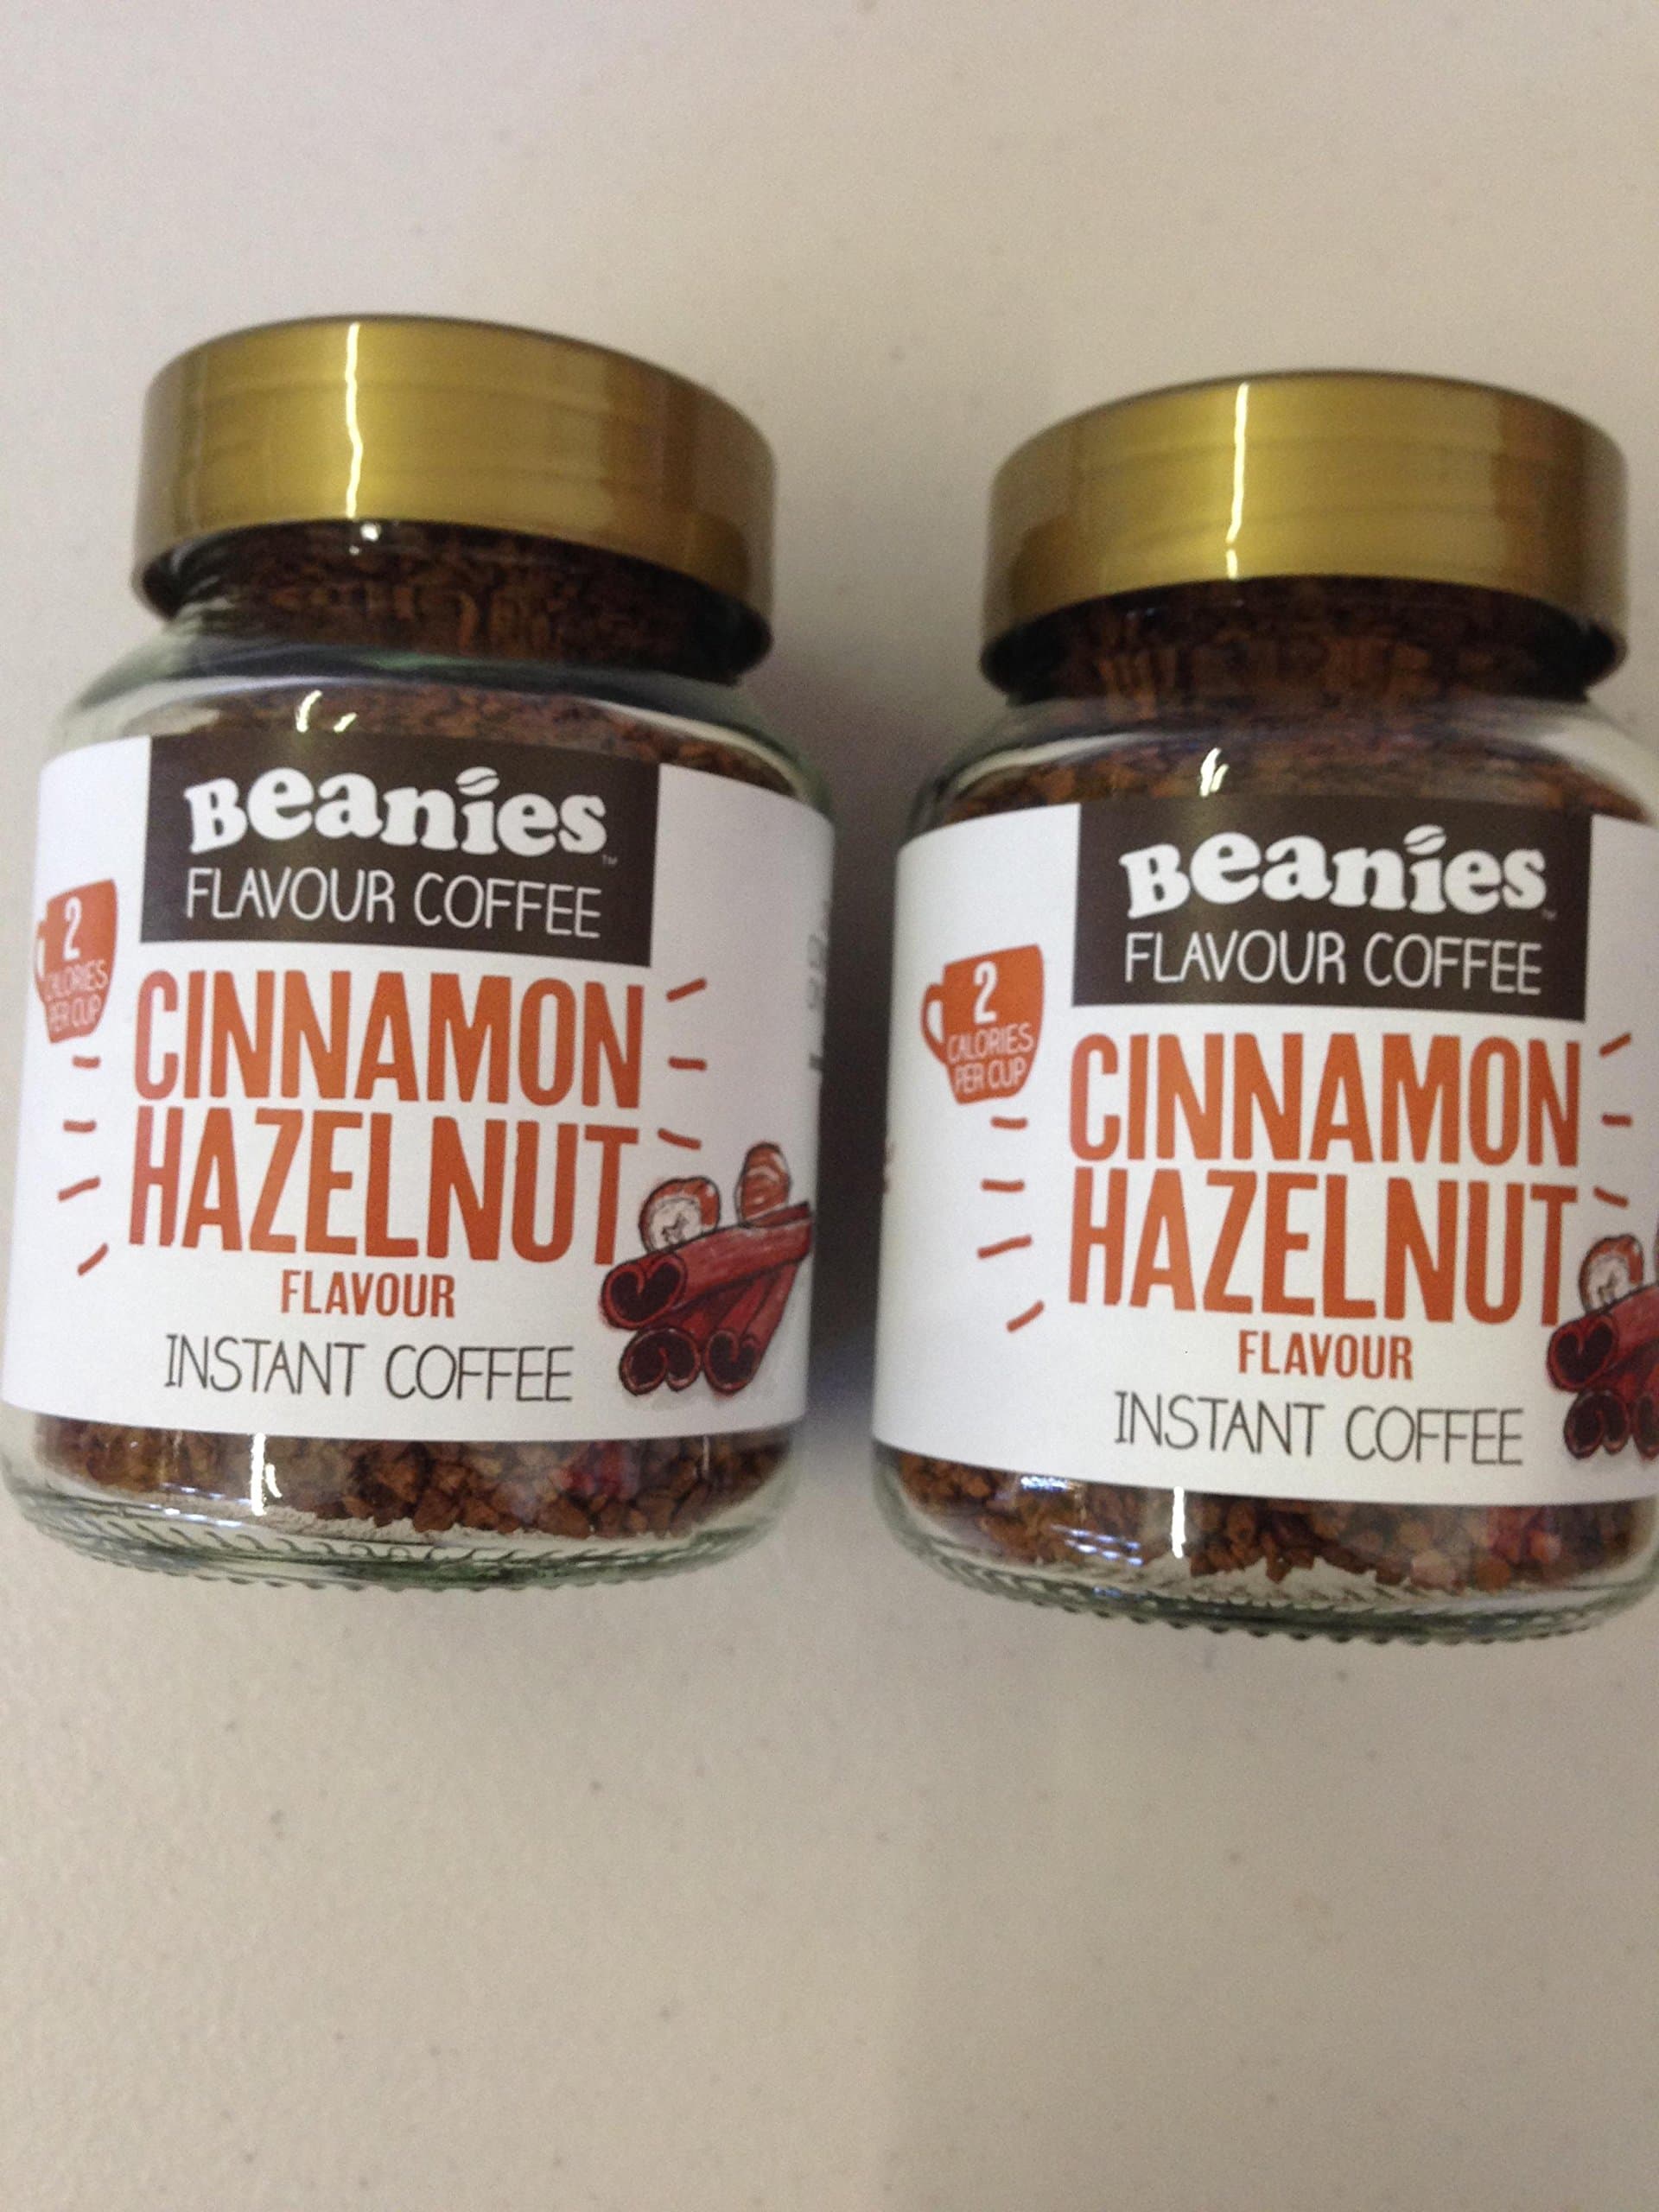 Beanies
FLAVOUR COFFEE
2
CALORIES
PER CUP
CINNAMON
HAZELNUT
FLAVOUR
INSTANT COFFEE
Beanies
FLAVOUR COFFEE
2
CALORIES
PER CUP
CINNAMON
HAZELNUT
FLAVOUR
INSTANT COFFEE